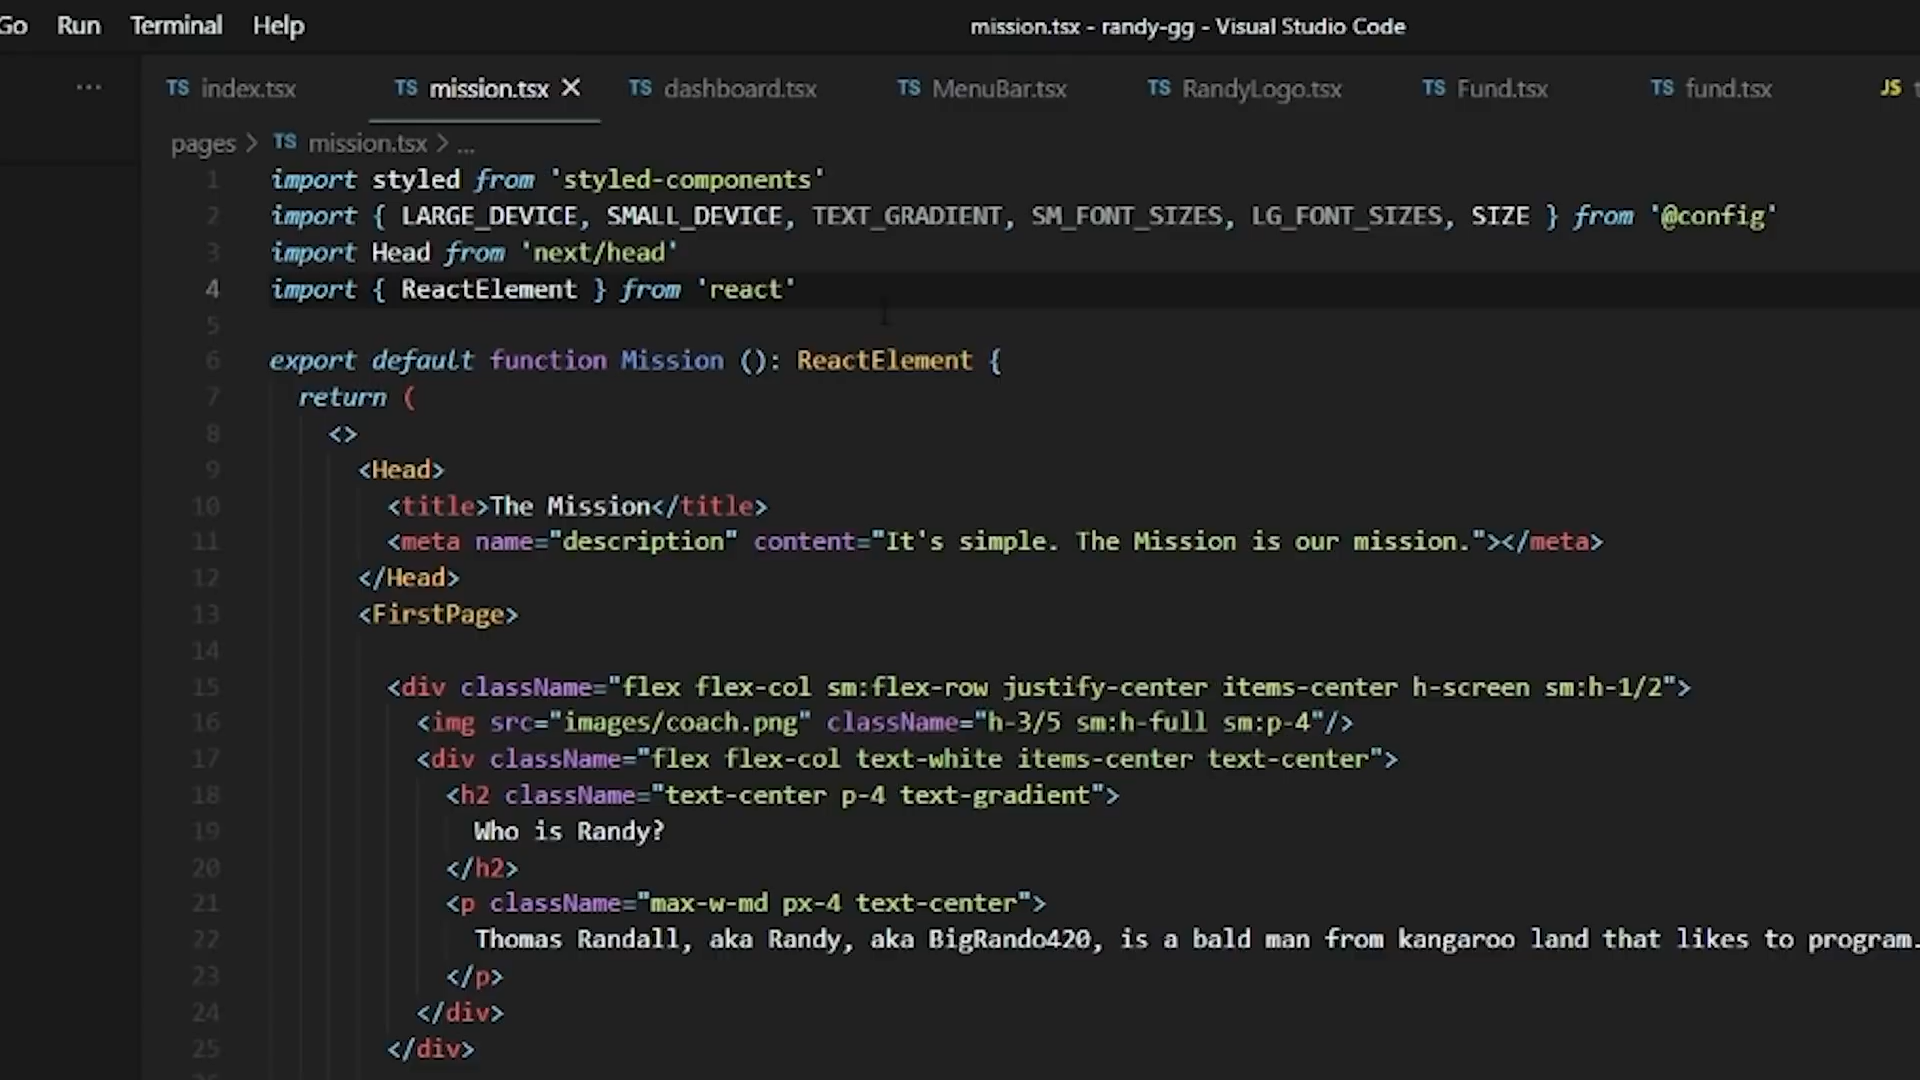 Go Run Terminal Help mission.tsx - randy-gg - Visual Studio Code
... TS index.tsx TS mission.tsx × TS dashboard.tsx TS MenuBar.tsx TS RandyLogo.tsx TS Fund.tsx TS fund.tsx JS
pages > TS mission.tsx > ...
1 import styled from 'styled-components'
2 import { LARGE_DEVICE, SMALL_DEVICE, TEXT_GRADIENT, SM_FONT_SIZES, LG_FONT_SIZES, SIZE } from '@config'
3 import Head from 'next/head'
4 import { ReactElement } from 'react'
5
6 export default function Mission (): ReactElement {
7 return (
8 <>
9 <Head>
10 <title>The Mission</title>
11 <meta name="description" content="It's simple. The Mission is our mission."></meta>
12 </Head>
13 <FirstPage>
14
15 <div className="flex flex-col sm:flex-row justify-center items-center h-screen sm:h-1/2">
16 <img src="images/coach.png" className="h-3/5 sm:h-full sm:p-4"/>
17 <div className="flex flex-col text-white items-center text-center">
18 <h2 className="text-center p-4 text-gradient">
19 Who is Randy?
20 </h2>
21 <p className="max-w-md px-4 text-center">
22 Thomas Randall, aka Randy, aka BigRando420, is a bald man from kangaroo land that likes to program.
23 </p>
24 </div>
25 </div>